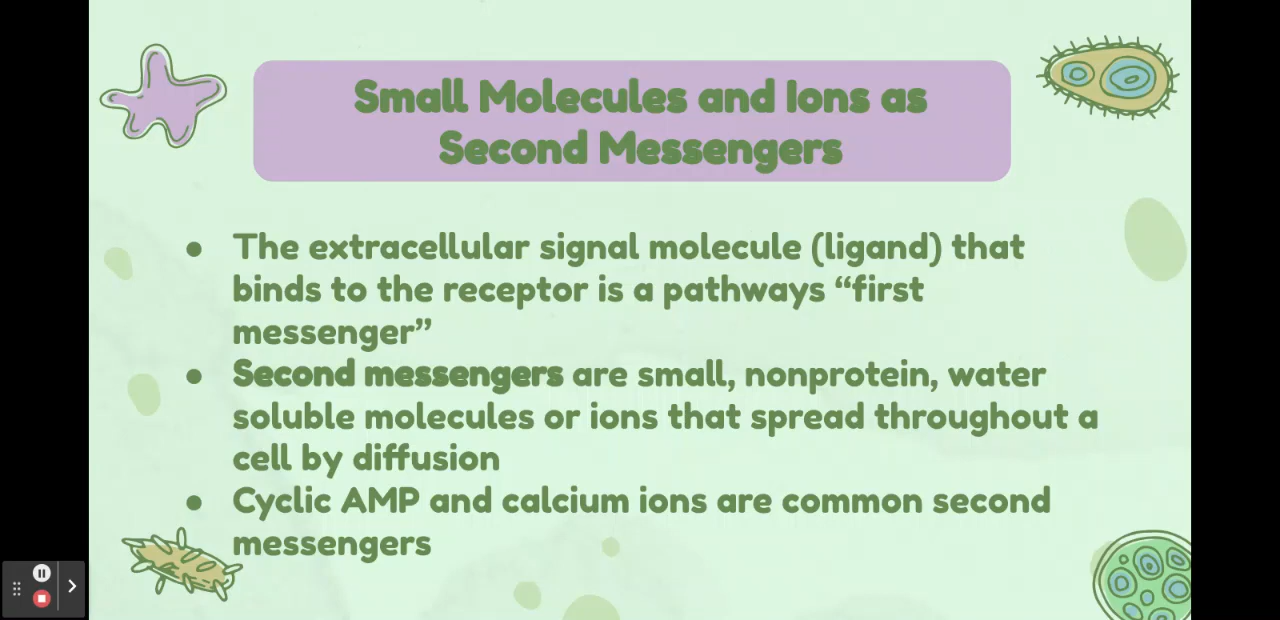 Small Molecules and Ions as
Second Messengers
● The extracellular signal molecule (ligand) that
binds to the receptor is a pathways “first
messenger”
● Second messengers are small, nonprotein, water
soluble molecules or ions that spread throughout a
cell by diffusion
● Cyclic AMP and calcium ions are common second
messengers